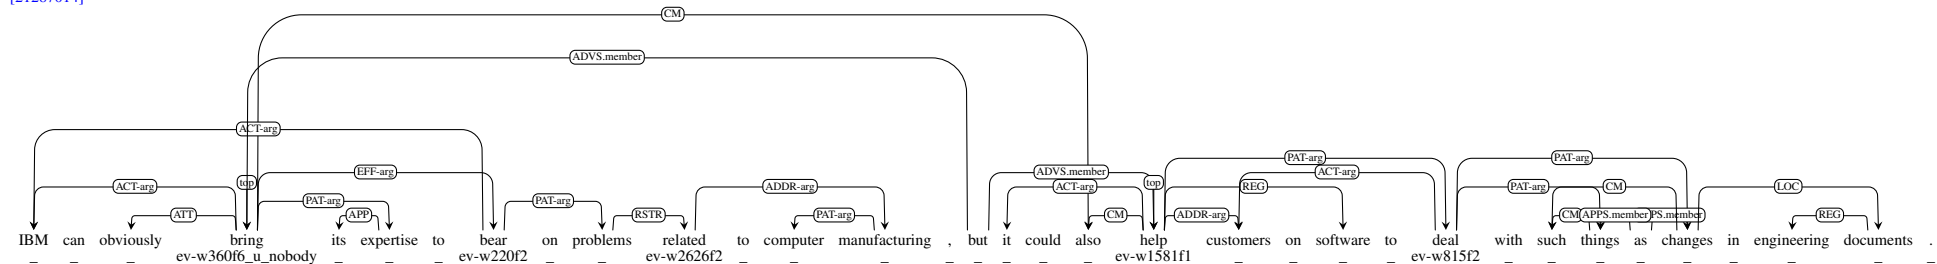 CM
ADVS.member
ACT-arg
EFF-arg PAT-arg PAT-arg
ADVS.member ACT-arg
ACT-arg top ADDR-arg ACT-arg top REG PAT-arg CM LOC
PAT-arg PAT-arg
ATT APP RSTR PAT-arg CM ADDR-arg CM APPS.member PS.member REG
IBM can obviously bring its expertise to bear on problems related to computer manufacturing , but it could also help customers on software to deal with such things as changes in engineering documents .
_ _ _ ev-w360f6_u_nobody _ _ _ ev-w220f2 _ _ ev-w2626f2 _ _ _ _ _ _ _ _ ev-w1581f1 _ _ _ _ ev-w815f2 _ _ _ _ _ _ _ _ _